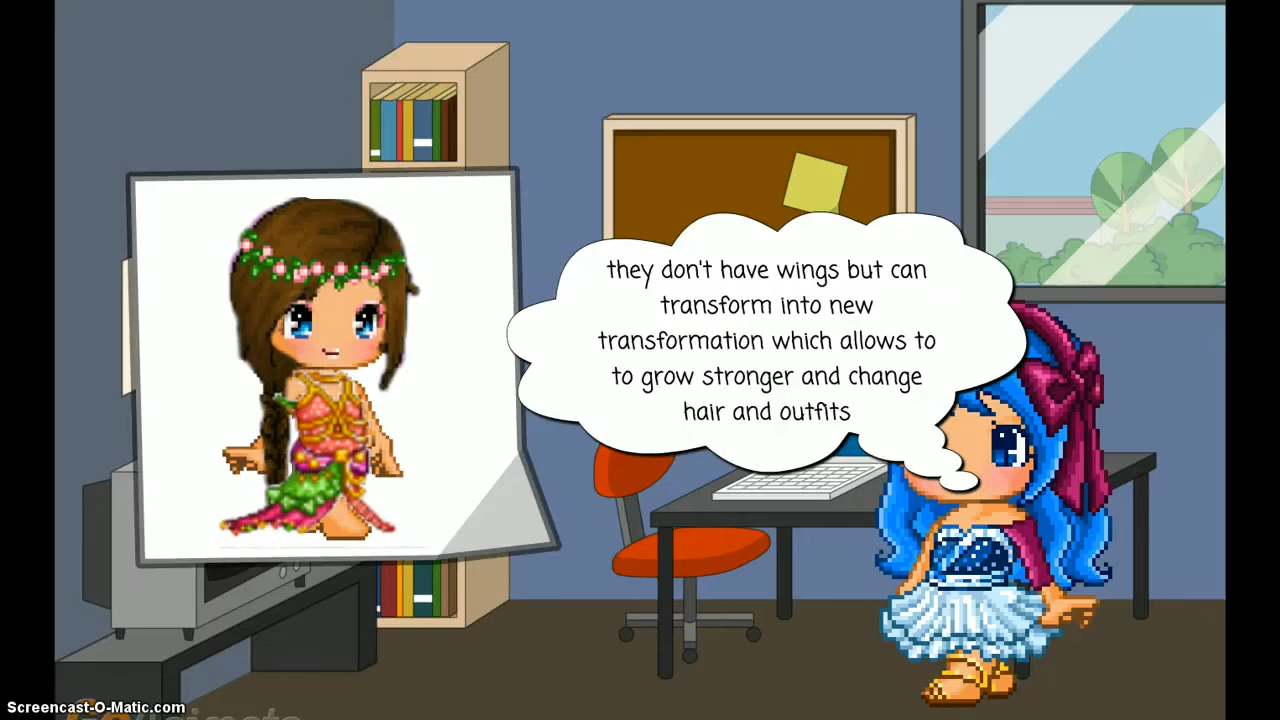 they don't have wings but can
transform into new
transformation which allows to
to grow stronger and change
hair and outfits
Screencast-O-Matic.com
GoAnimate